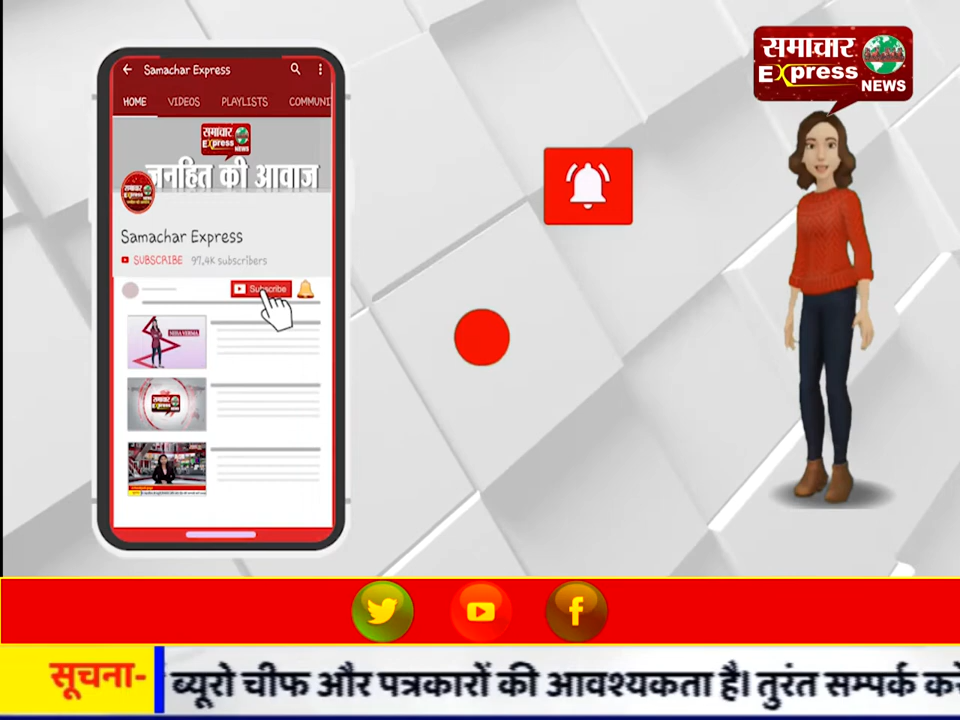 Samachar Express
HOME VIDEOS PLAYLISTS COMMUNI
समाचार
Express
NEWS
जनहित की आवाज
Samachar Express
SUBSCRIBE 97.4K subscribers
Subscribe
समाचार
Express
NEWS
सूचना- ब्यूरो चीफ और पत्रकारों की आवश्यकता है। तुरंत सम्पर्क करें